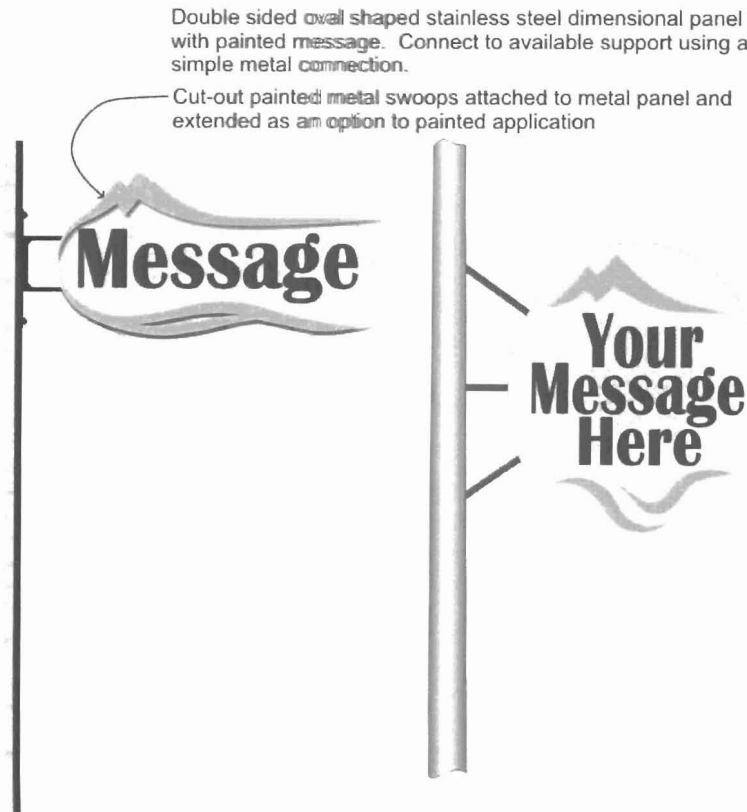 Double sided oval shaped stainless steel dimensional panel
with painted message. Connect to available support using a
simple metal connection.
Cut-out painted metal swoops attached to metal panel and
extended as an option to painted application
Message
Your
Message
Here